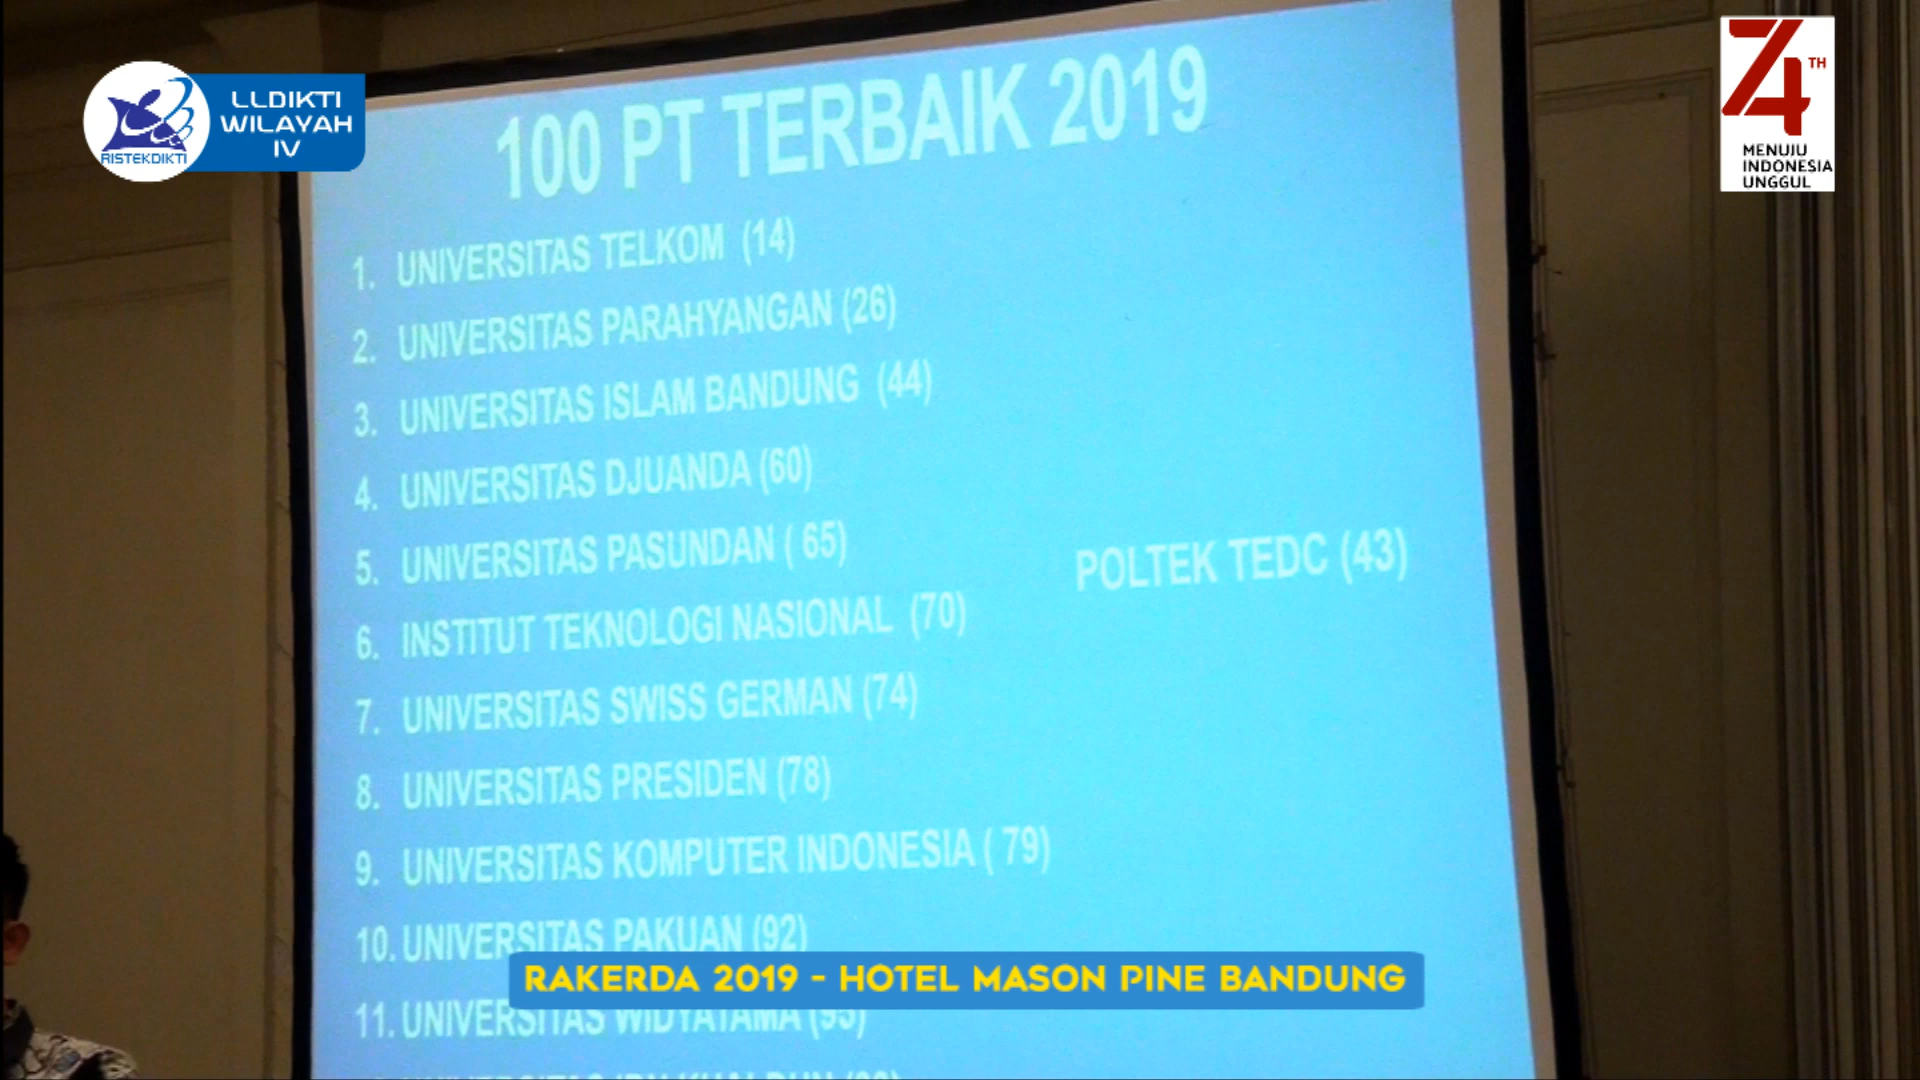 RISTEKDIKTI
LLDIKTI
WILAYAH
IV
74TH
MENUJU
INDONESIA
UNGGUL
100 PT TERBAIK 2019
1. UNIVERSITAS TELKOM (14)
2. UNIVERSITAS PARAHYANGAN (26)
3. UNIVERSITAS ISLAM BANDUNG (44)
4. UNIVERSITAS DJUANDA (60)
5. UNIVERSITAS PASUNDAN ( 65)
6. INSTITUT TEKNOLOGI NASIONAL (70)
7. UNIVERSITAS SWISS GERMAN (74)
8. UNIVERSITAS PRESIDEN (78)
9. UNIVERSITAS KOMPUTER INDONESIA ( 79)
10. UNIVERSITAS PAKUAN (92)
11. UNIVERSITAS WIDYATAMA
POLTEK TEDC (43)
RAKERDA 2019 - HOTEL MASON PINE BANDUNG